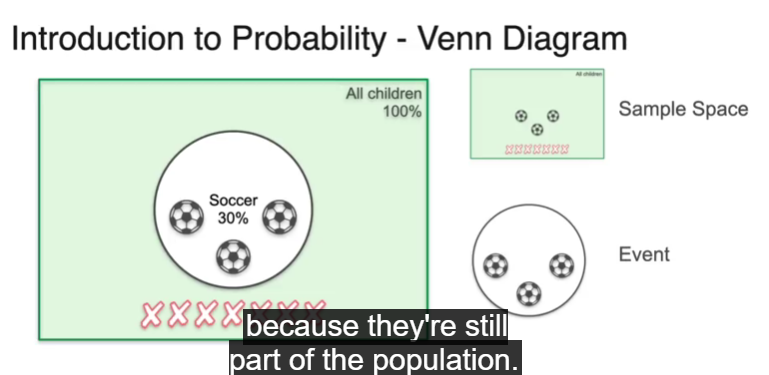 Introduction to Probability - Venn Diagram
All children
100%
Soccer
30%
All children
Sample Space
Event
because they're still
part of the population.